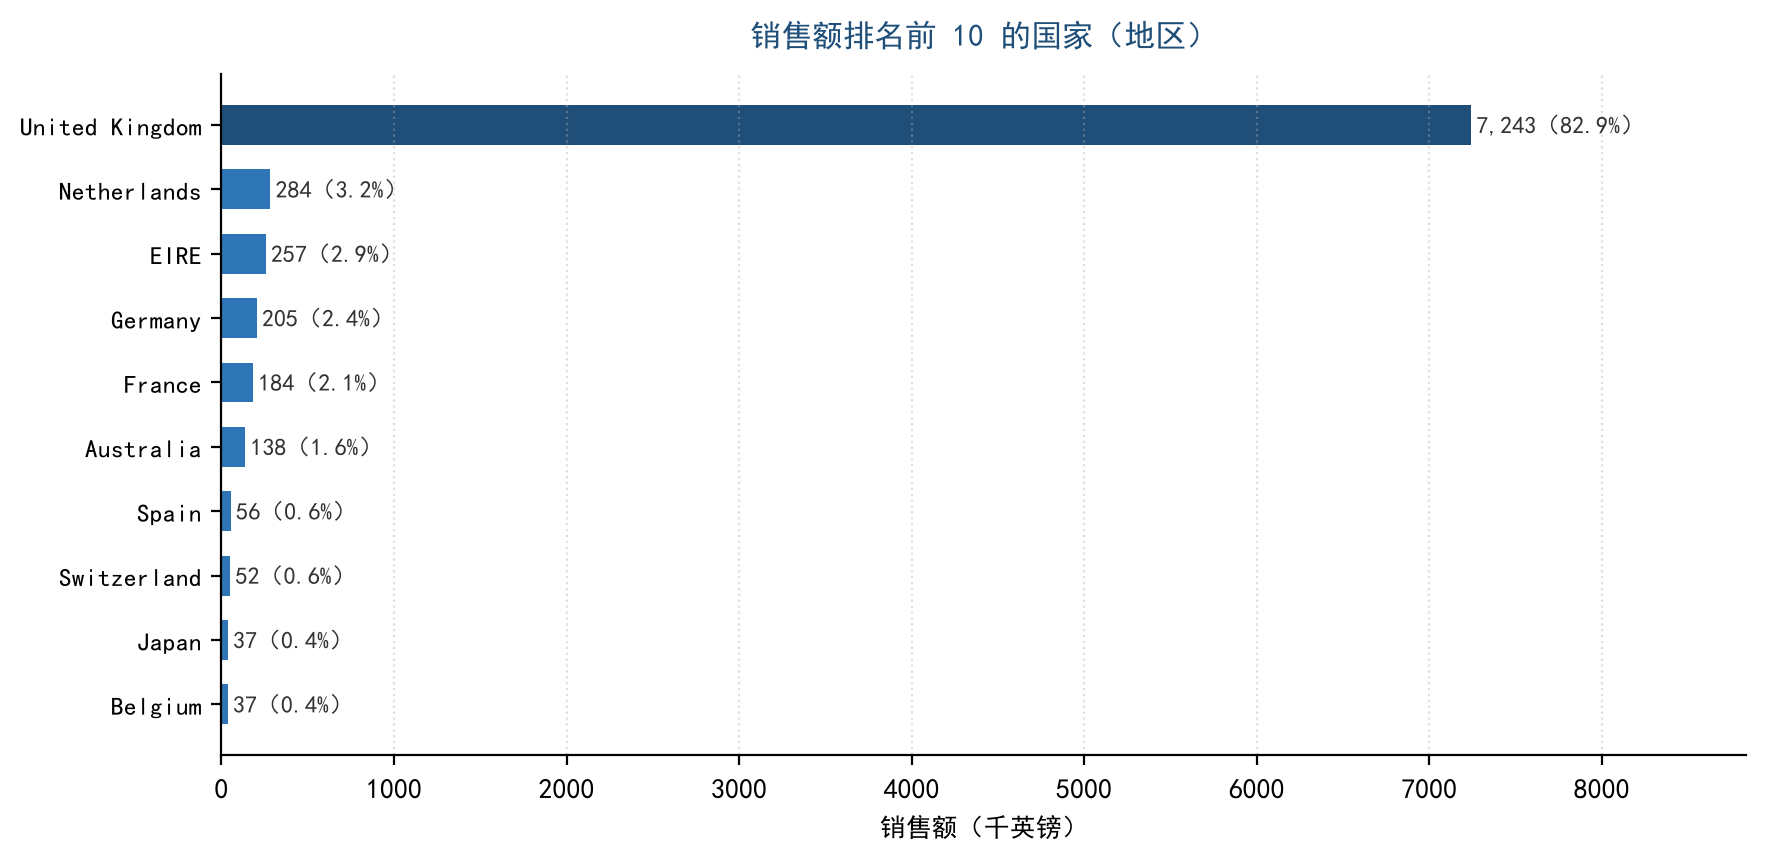 销售额排名前 10 的国家（地区）
United Kingdom 7,243（82.9%）
Netherlands 284（3.2%）
EIRE 257（2.9%）
Germany 205（2.4%）
France 184（2.1%）
Australia 138（1.6%）
Spain 56（0.6%）
Switzerland 52（0.6%）
Japan 37（0.4%）
Belgium 37（0.4%）
0 1000 2000 3000 4000 5000 6000 7000 8000
销售额（千英镑）